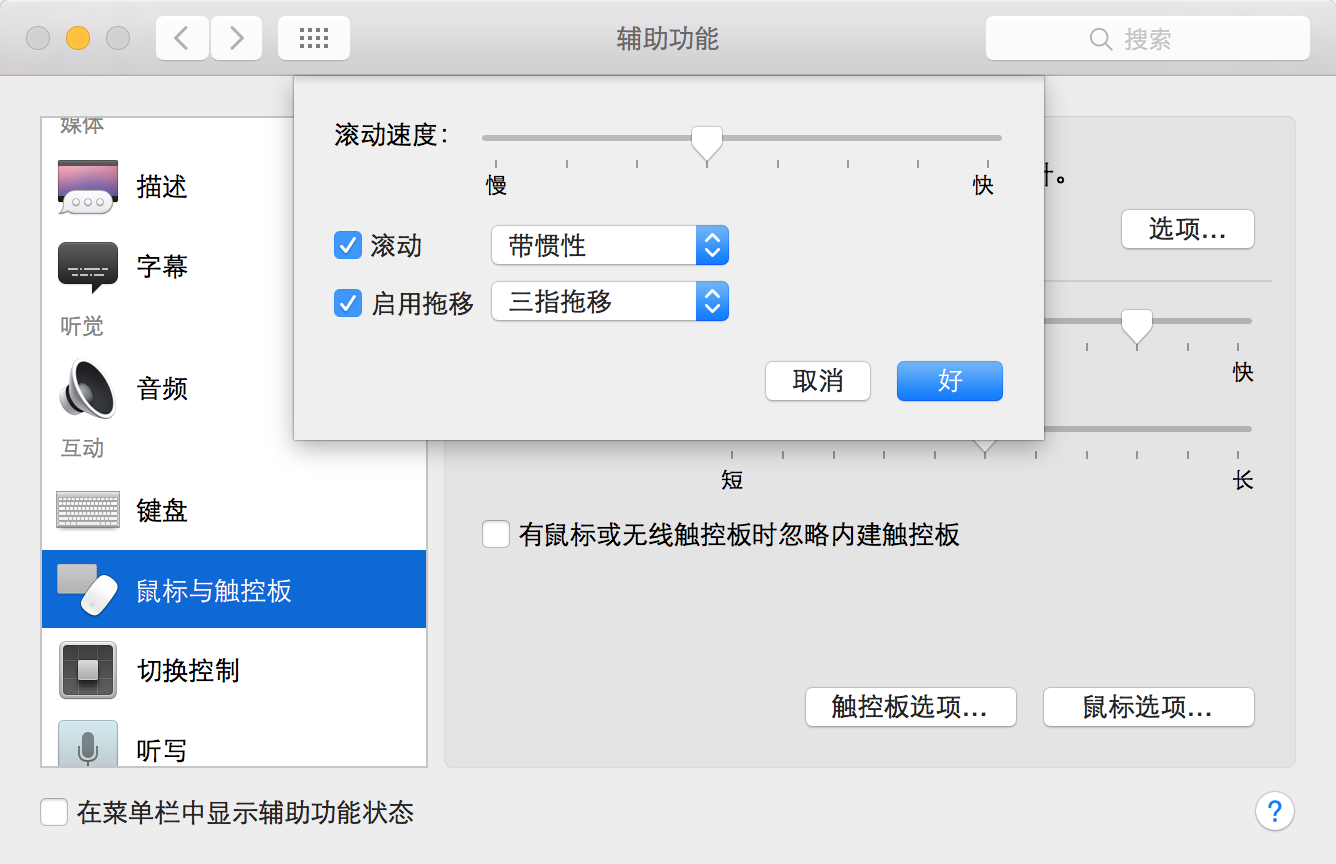 辅助功能
搜索
媒体
描述
字幕
听觉
音频
互动
键盘
鼠标与触控板
切换控制
听写
滚动速度：
慢 快
滚动 带惯性
启用拖移 三指拖移
取消 好
选项...
快
短 长
有鼠标或无线触控板时忽略内建触控板
触控板选项... 鼠标选项...
在菜单栏中显示辅助功能状态
?